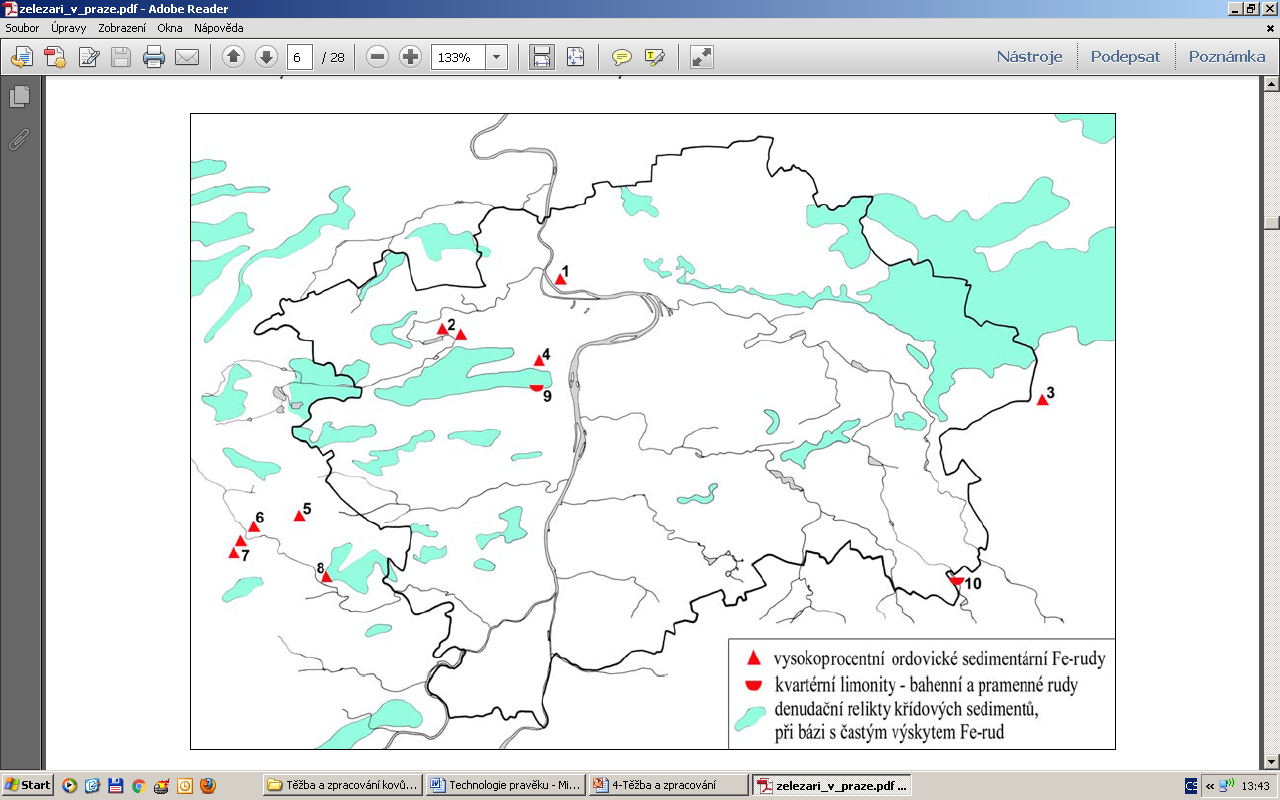 zelezari_v_praze.pdf - Adobe Reader
Soubor Úpravy Zobrazení Okna Nápověda
6 / 28 133% Nástroje Podepsat Poznámka
1
2
4
9
3
5
6
7
8
10
vysokoprocentní ordovické sedimentární Fe-rudy
kvartérní limonity - bahenní a pramenné rudy
denudační relikty křídových sedimentů,
při bázi s častým výskytem Fe-rud
Start Těžba a zpracování kovů... Technologie pravěku - Mi... 4-Těžba a zpracování zelezari_v_praze.pdf ... CS « 13:43